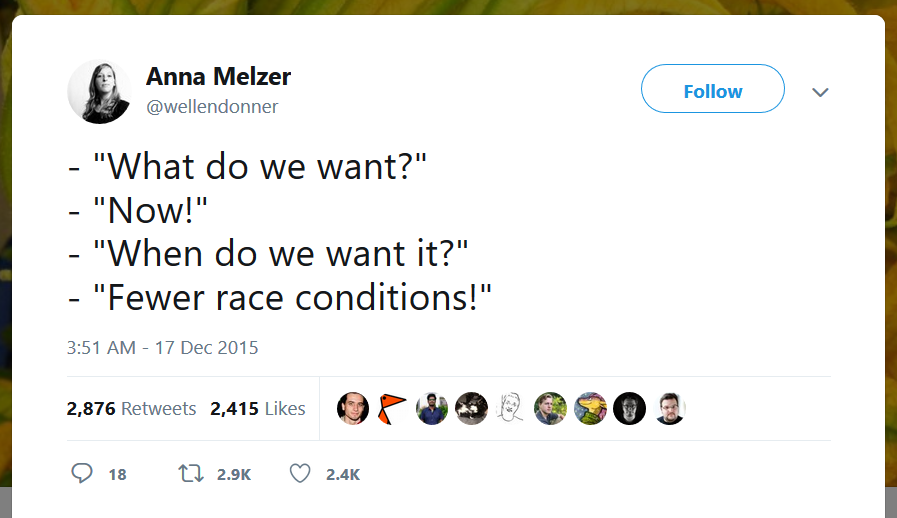 Anna Melzer
@wellendonner
Follow
- "What do we want?"
- "Now!"
- "When do we want it?"
- "Fewer race conditions!"
3:51 AM - 17 Dec 2015
2,876 Retweets 2,415 Likes
18 2.9K 2.4K